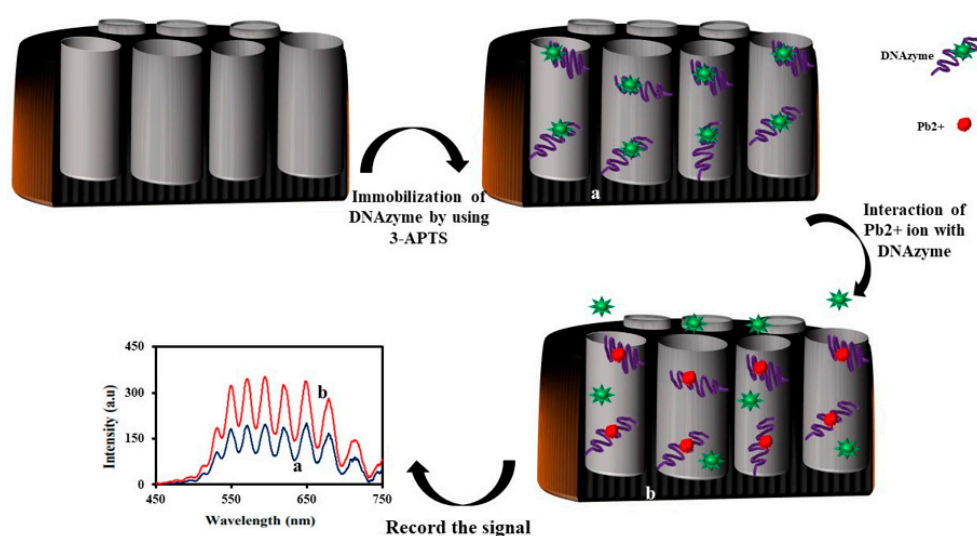 DNAzyme
Pb2+
a
Immobilization of
DNAzyme by using
3-APTS
Interaction of
Pb2+ ion with
DNAzyme
b
450
300
150
0
Intensity (a.u)
b
a
450
550
650
750
Wavelength (nm)
Record the signal